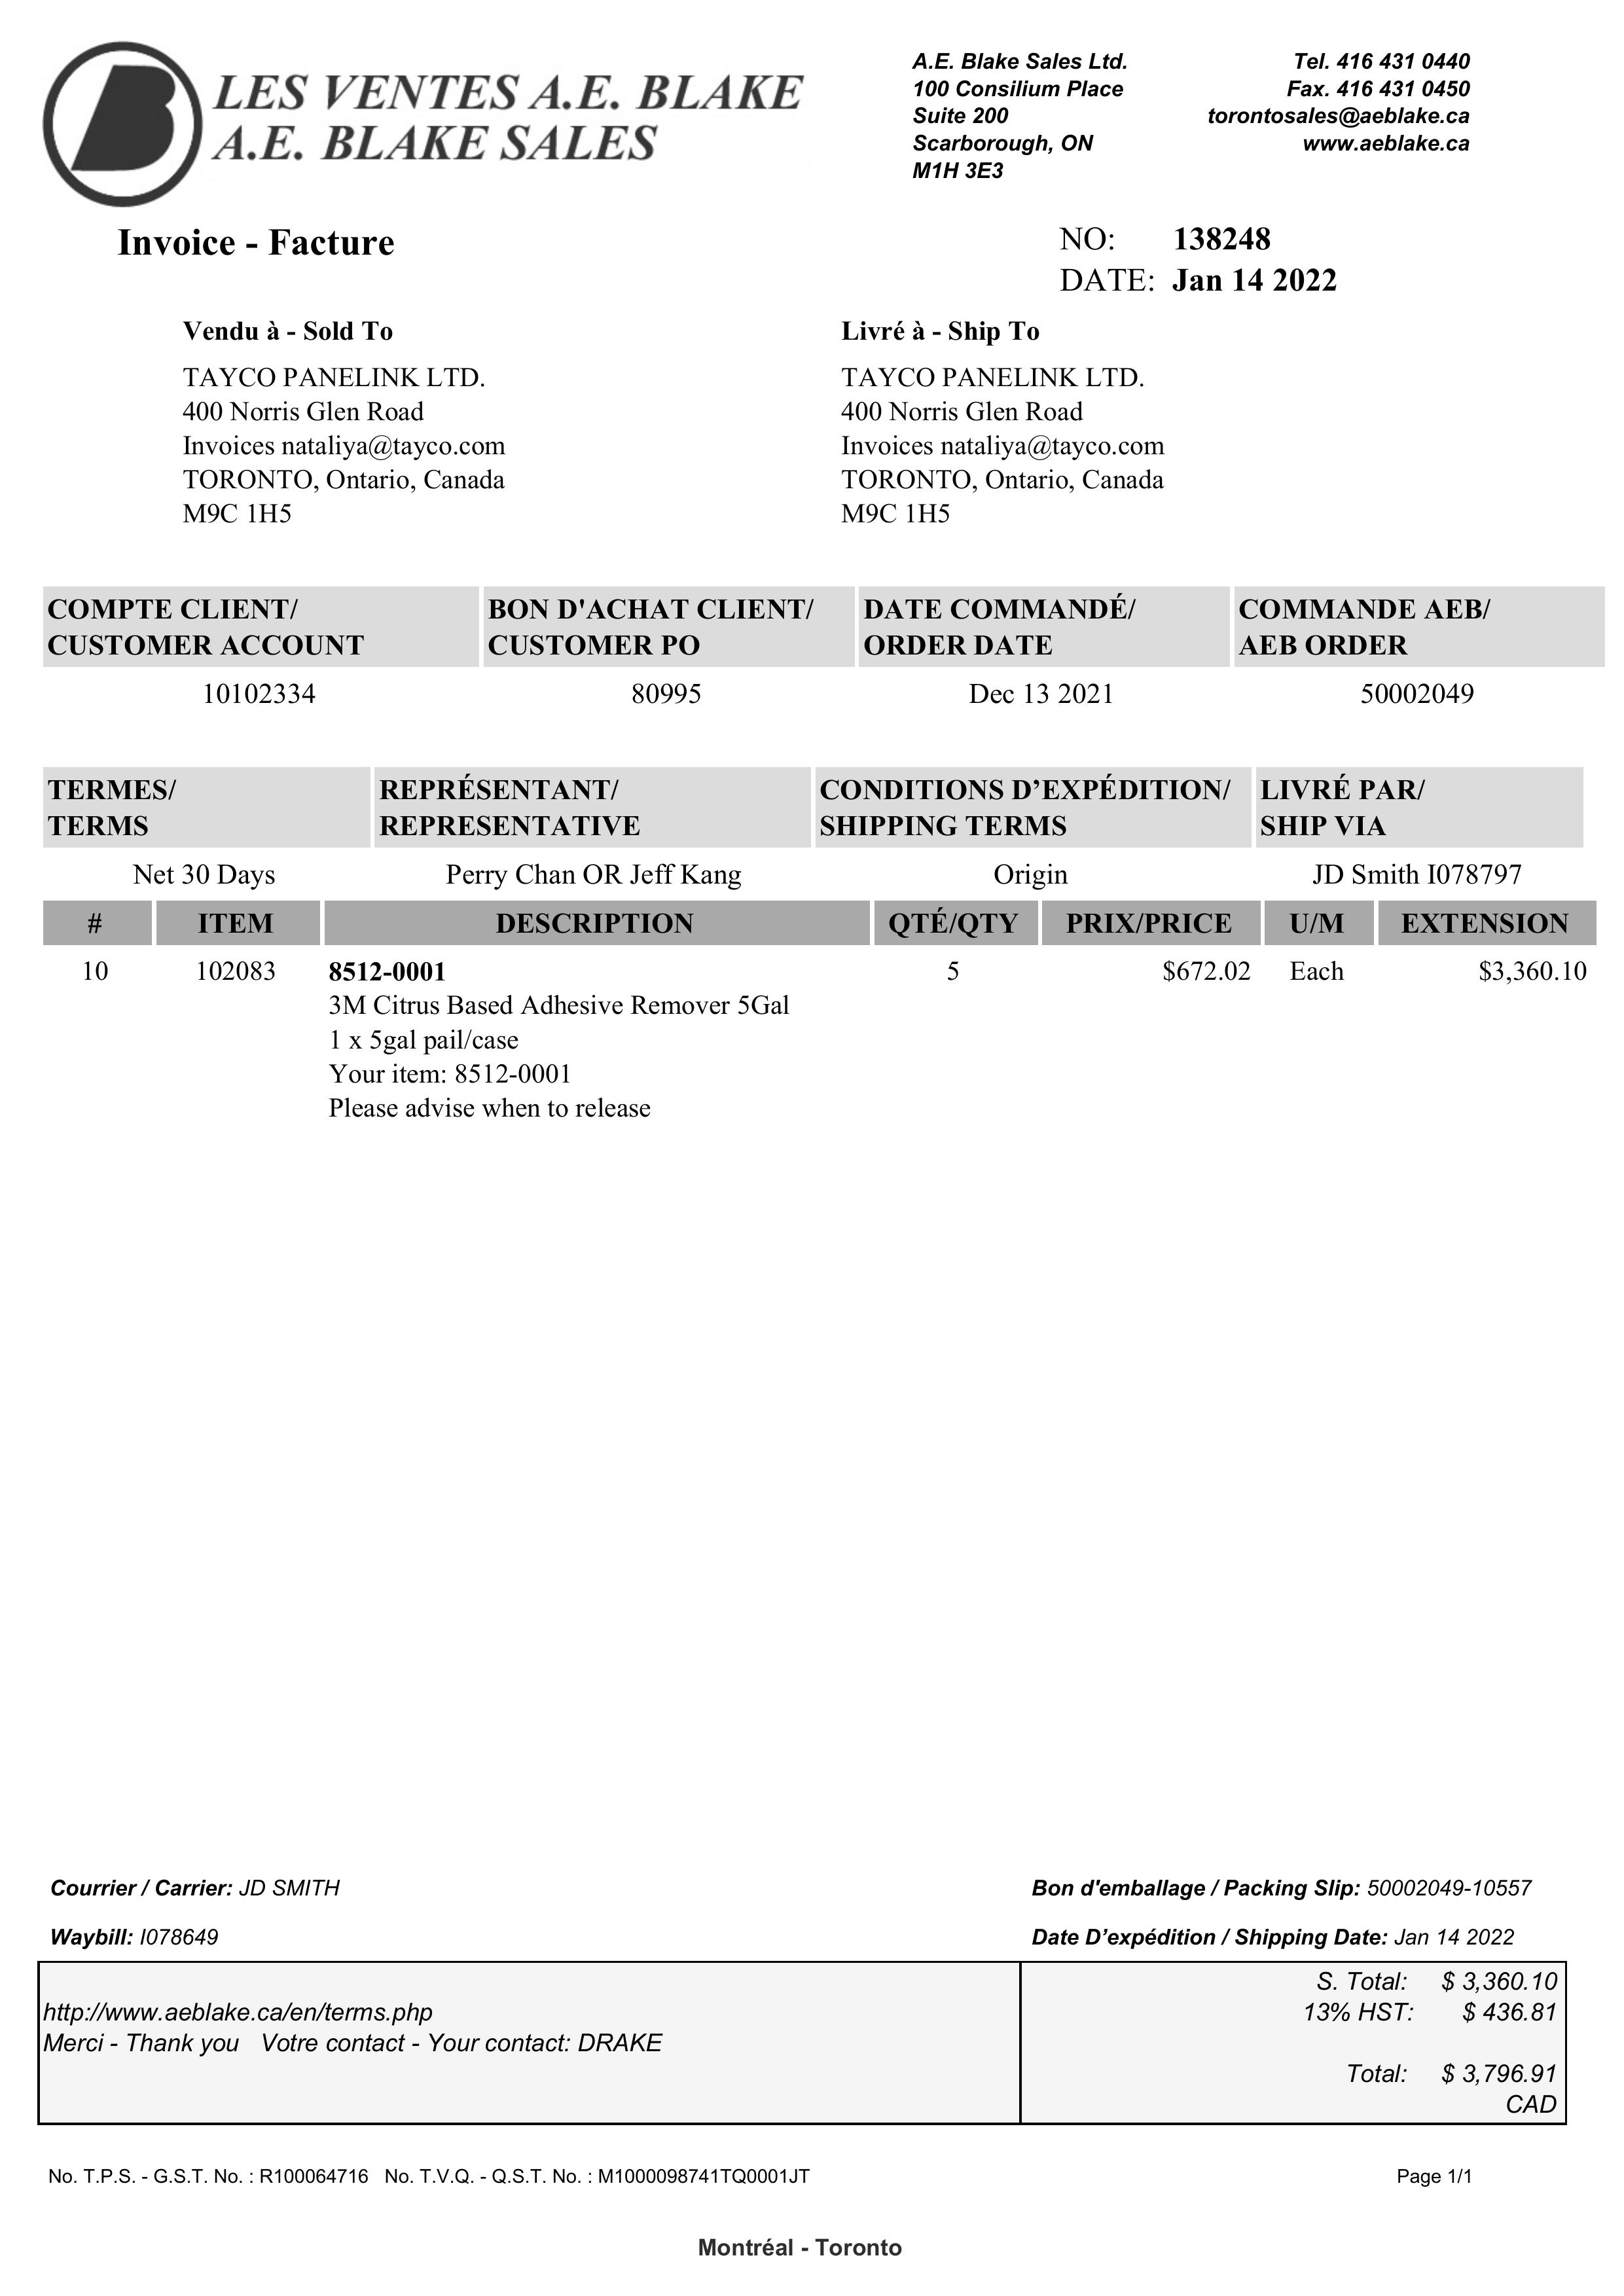 LES VENTES A.E. BLAKE
A.E. BLAKE SALES
A.E. Blake Sales Ltd.
100 Consilium Place
Suite 200
Scarborough, ON
M1H 3E3
Tel. 416 431 0440
Fax. 416 431 0450
torontosales@aeblake.ca
www.aeblake.ca
Invoice - Facture
NO: 138248
DATE: Jan 14 2022
Vendu à - Sold To
TAYCO PANELINK LTD.
400 Norris Glen Road
Invoices nataliya@tayco.com
TORONTO, Ontario, Canada
M9C 1H5
Livré à - Ship To
TAYCO PANELINK LTD.
400 Norris Glen Road
Invoices nataliya@tayco.com
TORONTO, Ontario, Canada
M9C 1H5
COMPTE CLIENT/ BON D'ACHAT CLIENT/ DATE COMMANDÉ/ COMMANDE AEB/
CUSTOMER ACCOUNT CUSTOMER PO ORDER DATE AEB ORDER
10102334 80995 Dec 13 2021 50002049
TERMES/ REPRÉSENTANT/ CONDITIONS D’EXPÉDITION/ LIVRÉ PAR/
TERMS REPRESENTATIVE SHIPPING TERMS SHIP VIA
Net 30 Days Perry Chan OR Jeff Kang Origin JD Smith I078797
# ITEM DESCRIPTION QTÉ/QTY PRIX/PRICE U/M EXTENSION
10 102083 8512-0001 5 $672.02 Each $3,360.10
3M Citrus Based Adhesive Remover 5Gal
1 x 5gal pail/case
Your item: 8512-0001
Please advise when to release
Courrier / Carrier: JD SMITH Bon d'emballage / Packing Slip: 50002049-10557
Waybill: I078649 Date D’expédition / Shipping Date: Jan 14 2022
S. Total: $ 3,360.10
http://www.aeblake.ca/en/terms.php 13% HST: $ 436.81
Merci - Thank you Votre contact - Your contact: DRAKE
Total: $ 3,796.91
CAD
No. T.P.S. - G.S.T. No. : R100064716 No. T.V.Q. - Q.S.T. No. : M1000098741TQ0001JT Page 1/1
Montréal - Toronto